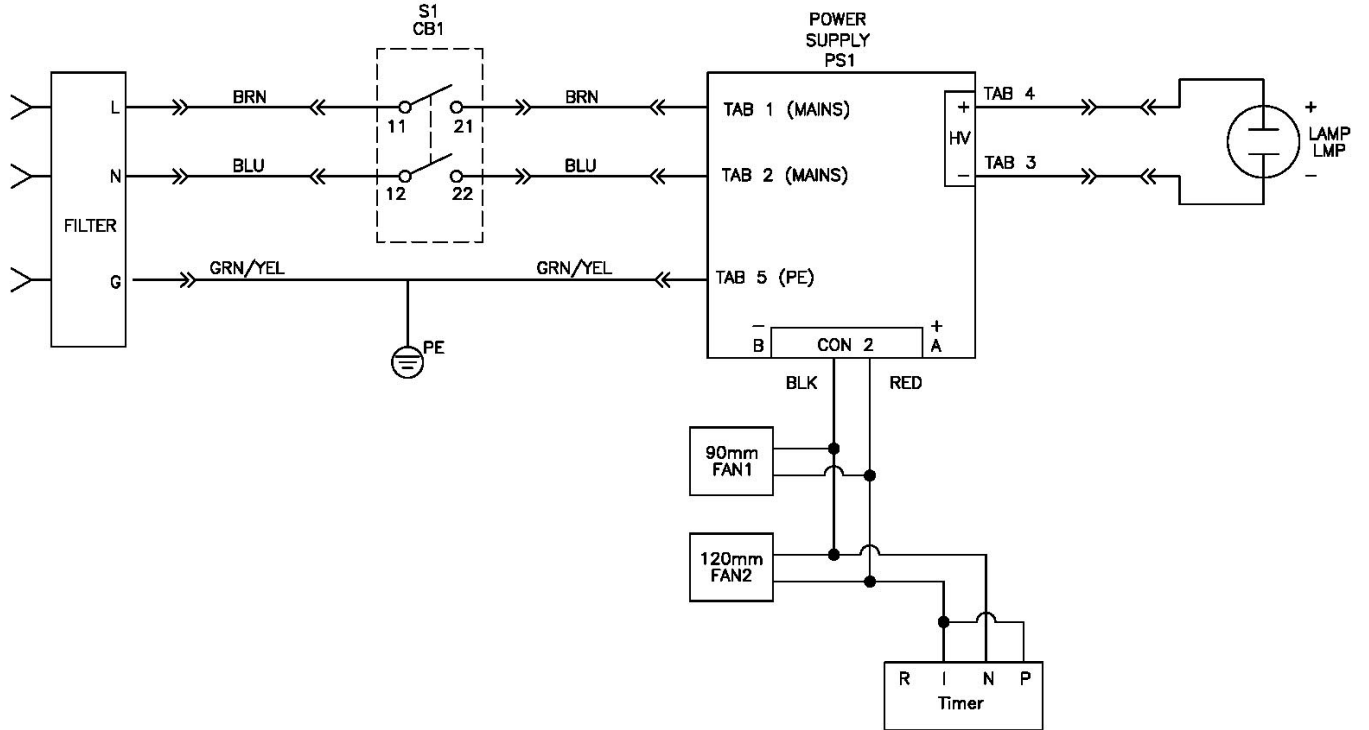 S1
CB1
POWER
SUPPLY
PS1
L
BRN
11
21
BRN
TAB 1 (MAINS)
+
HV
−
TAB 4
TAB 3
+
LAMP
LMP
−
N
BLU
12
22
BLU
TAB 2 (MAINS)
FILTER
G
GRN/YEL
GRN/YEL
TAB 5 (PE)
PE
−
B
CON 2
+
A
BLK
RED
90mm
FAN1
120mm
FAN2
R I N P
Timer